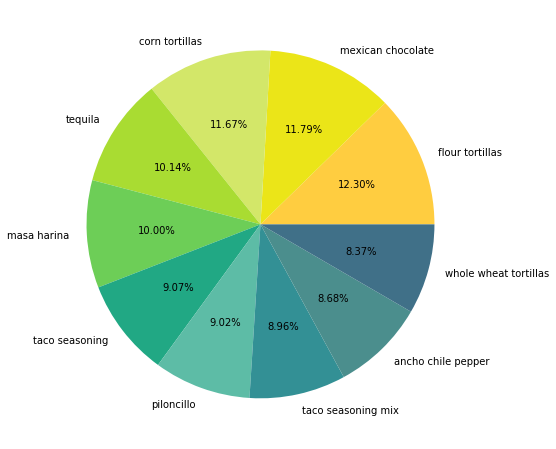 corn tortillas
mexican chocolate
11.67%
11.79%
tequila
flour tortillas
10.14%
12.30%
masa harina
10.00%
8.37%
whole wheat tortillas
9.07%
8.68%
9.02%
8.96%
taco seasoning
ancho chile pepper
piloncillo
taco seasoning mix